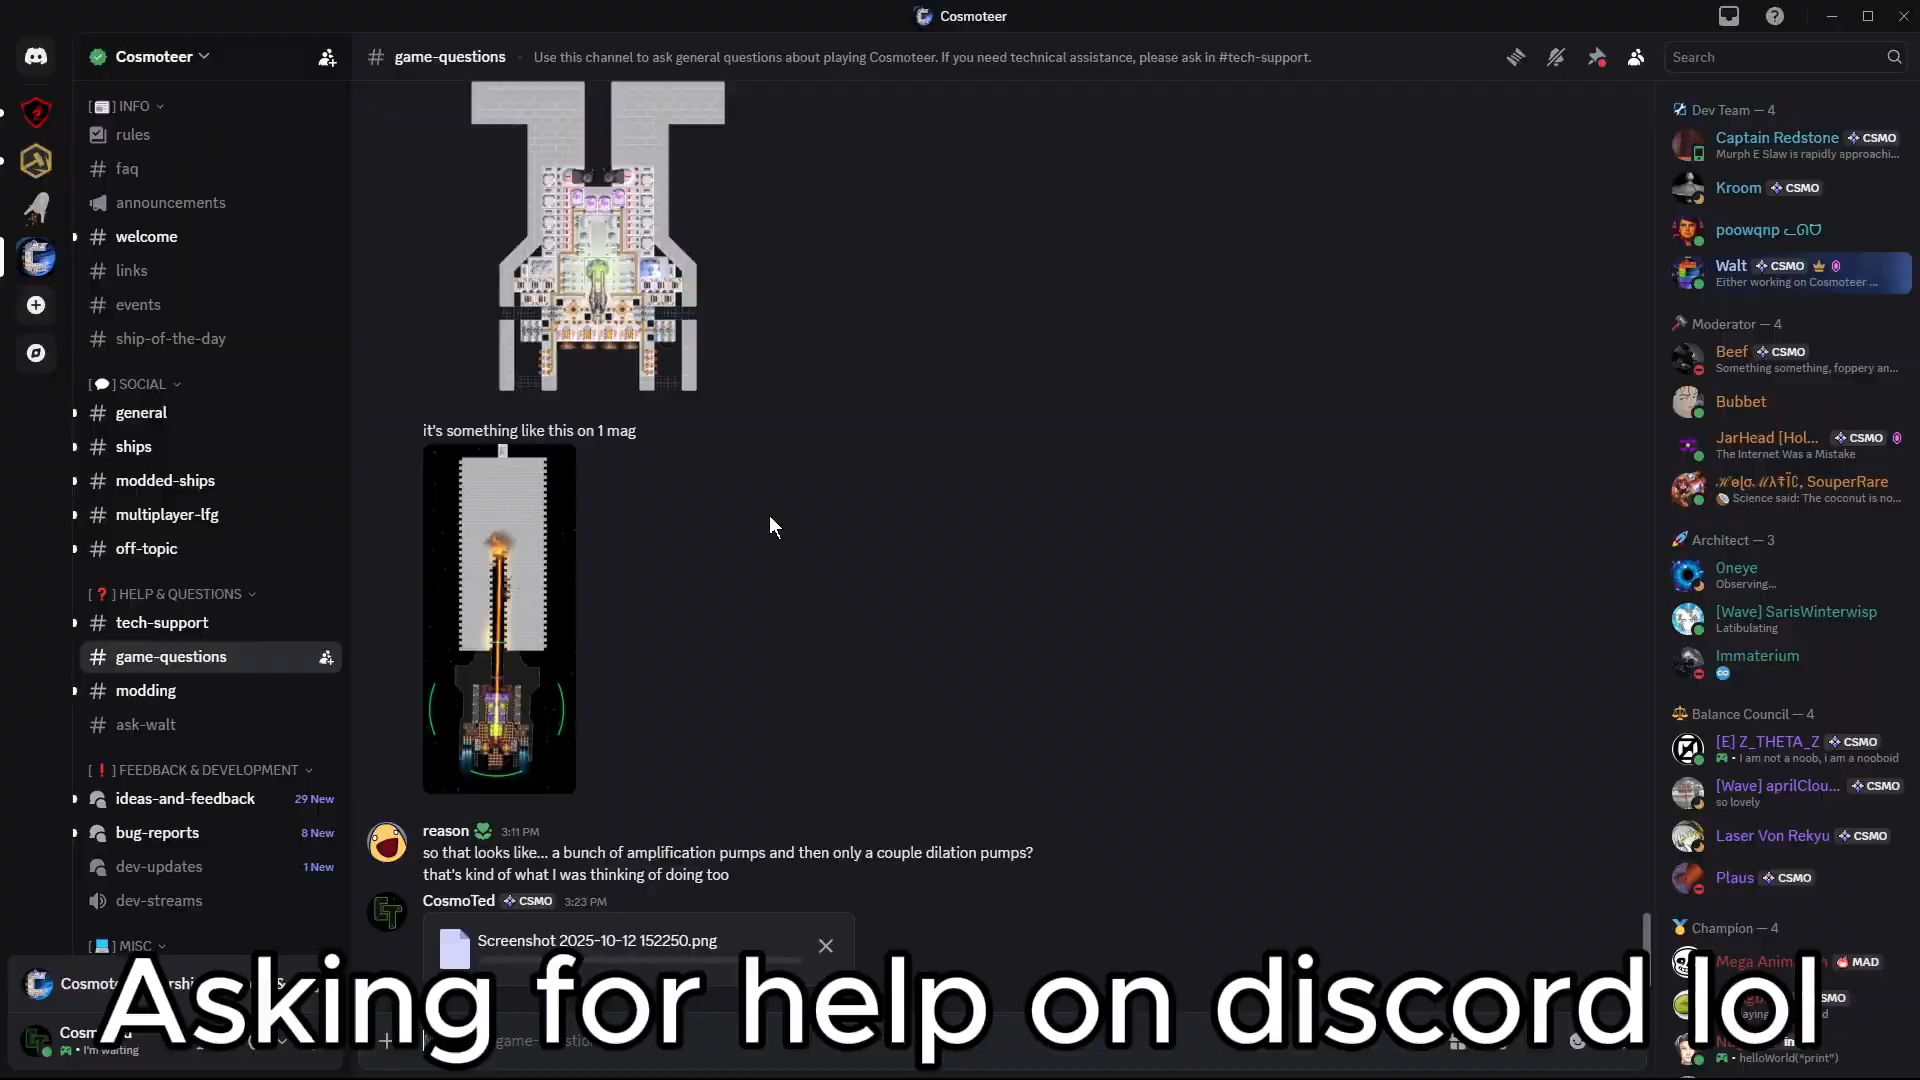 Cosmoteer
Cosmoteer
# game-questions
Use this channel to ask general questions about playing Cosmoteer. If you need technical assistance, please ask in #tech-support.
Search
[📰] INFO
rules
# faq
announcements
# welcome
# links
# events
# ship-of-the-day
[💬] SOCIAL
# general
# ships
# modded-ships
# multiplayer-lfg
# off-topic
[❓] HELP & QUESTIONS
# tech-support
# game-questions
# modding
# ask-walt
[❗] FEEDBACK & DEVELOPMENT
ideas-and-feedback 29 New
bug-reports 8 New
dev-updates 1 New
dev-streams
[💻] MISC
it's something like this on 1 mag
reason 3:11 PM
so that looks like... a bunch of amplification pumps and then only a couple dilation pumps?
that's kind of what I was thinking of doing too
CosmoTed CSMO 3:23 PM
Screenshot 2025-10-12 152250.png
Asking for help on discord lol
I'm waiting
Dev Team — 4
Captain Redstone CSMO
Murph E Slaw is rapidly approachi...
Kroom CSMO
poowqnp
Walt CSMO
Either working on Cosmoteer ...
Moderator — 4
Beef CSMO
Something something, foppery an...
Bubbet
JarHead [Hol... CSMO
The Internet Was a Mistake
SouperRare
Science said: The coconut is no...
Architect — 3
0neye
Observing...
[Wave] SarisWinterwisp
Latibulating
Immaterium
Balance Council — 4
[E] Z_THETA_Z CSMO
• I am not a noob, i am a nooboid
[Wave] aprilClou... CSMO
so lovely
Laser Von Rekyu CSMO
Plaus CSMO
Champion — 4
Mega MAD
• helloWorld("print")